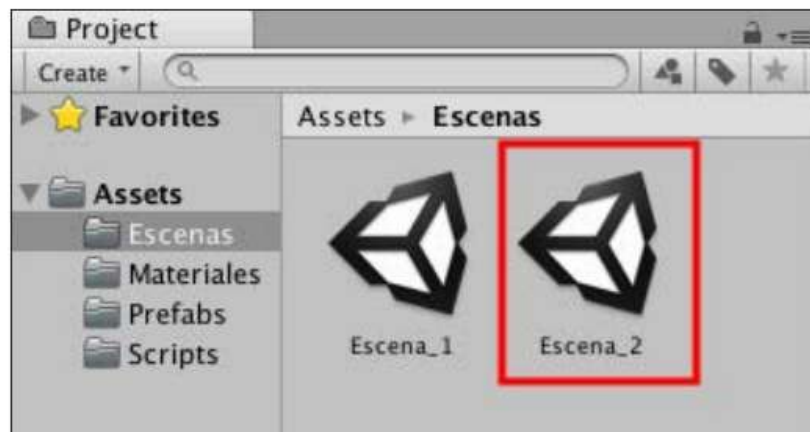 Project
Create
Favorites
Assets
Escenas
Materiales
Prefabs
Scripts
Assets ▸ Escenas
Escena_1
Escena_2